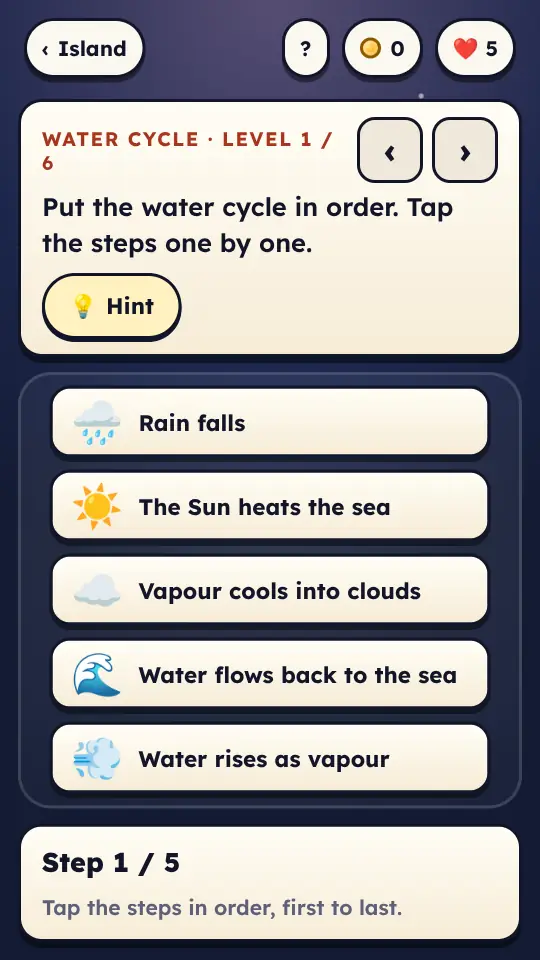 ‹ Island
?
0
5
WATER CYCLE · LEVEL 1 /
6
‹
›
Put the water cycle in order. Tap
the steps one by one.
Hint
Rain falls
The Sun heats the sea
Vapour cools into clouds
Water flows back to the sea
Water rises as vapour
Step 1 / 5
Tap the steps in order, first to last.